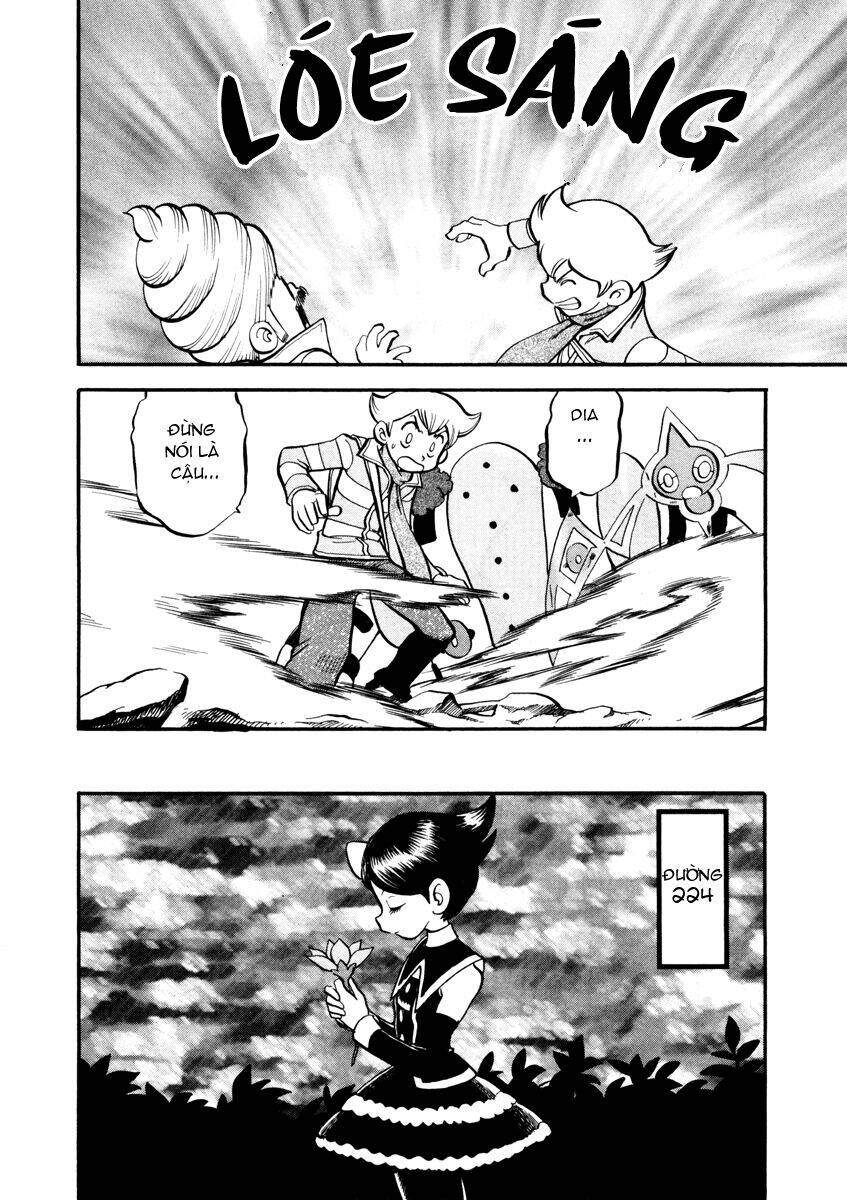 LÓE SÁNG
DIA
...
ĐỪNG
NÓI LÀ
CẬU...
ĐƯỜNG
224